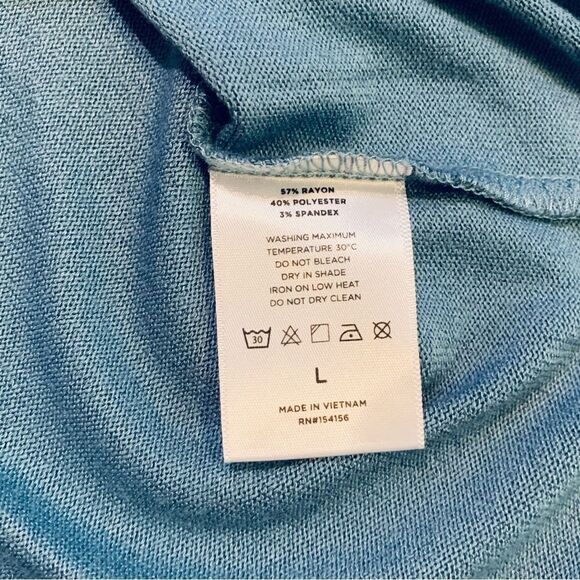 57% RAYON
40% POLYESTER
3% SPANDEX
WASHING MAXIMUM
TEMPERATURE 30°C
DO NOT BLEACH
DRY IN SHADE
IRON ON LOW HEAT
DO NOT DRY CLEAN
30
L
MADE IN VIETNAM
RN#154156